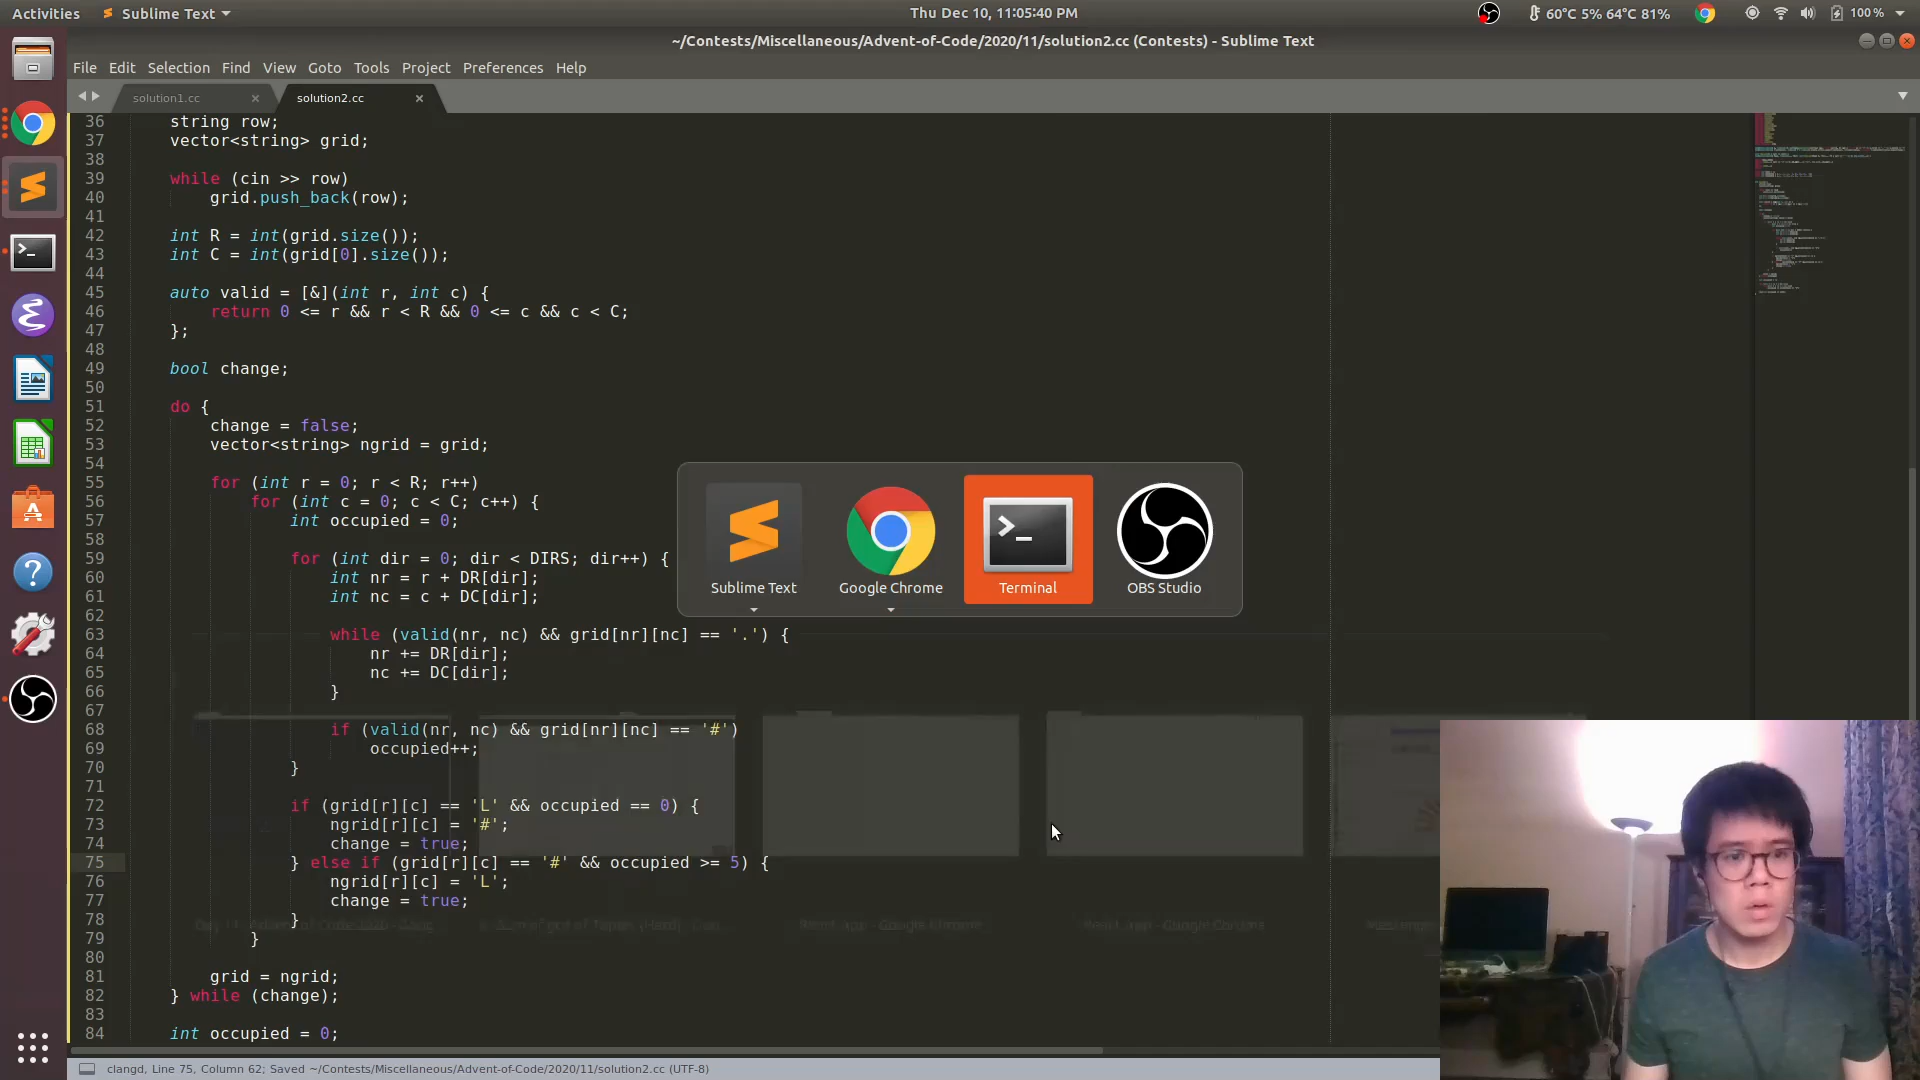 Activities
Sublime Text
Thu Dec 10, 11:05:40 PM
60°C 5% 64°C 81%
100 %
~/Contests/Miscellaneous/Advent-of-Code/2020/11/solution2.cc (Contests) - Sublime Text
File Edit Selection Find View Goto Tools Project Preferences Help
solution1.cc
solution2.cc
36 string row;
37 vector<string> grid;
38
39 while (cin >> row)
40 grid.push_back(row);
41
42 int R = int(grid.size());
43 int C = int(grid[0].size());
44
45 auto valid = [&](int r, int c) {
46 return 0 <= r && r < R && 0 <= c && c < C;
47 };
48
49 bool change;
50
51 do {
52 change = false;
53 vector<string> ngrid = grid;
54
55 for (int r = 0; r < R; r++)
56 for (int c = 0; c < C; c++) {
57 int occupied = 0;
58
59 for (int dir = 0; dir < DIRS; dir++) {
60 int nr = r + DR[dir];
61 int nc = c + DC[dir];
62
63 while (valid(nr, nc) && grid[nr][nc] == '.') {
64 nr += DR[dir];
65 nc += DC[dir];
66 }
67
68 if (valid(nr, nc) && grid[nr][nc] == '#')
69 occupied++;
70 }
71
72 if (grid[r][c] == 'L' && occupied == 0) {
73 ngrid[r][c] = '#';
74 change = true;
75 } else if (grid[r][c] == '#' && occupied >= 5) {
76 ngrid[r][c] = 'L';
77 change = true;
78 }
79 }
80
81 grid = ngrid;
82 } while (change);
83
84 int occupied = 0;
Sublime Text
Google Chrome
Terminal
OBS Studio
clangd, Line 75, Column 62; Saved ~/Contests/Miscellaneous/Advent-of-Code/2020/11/solution2.cc (UTF-8)